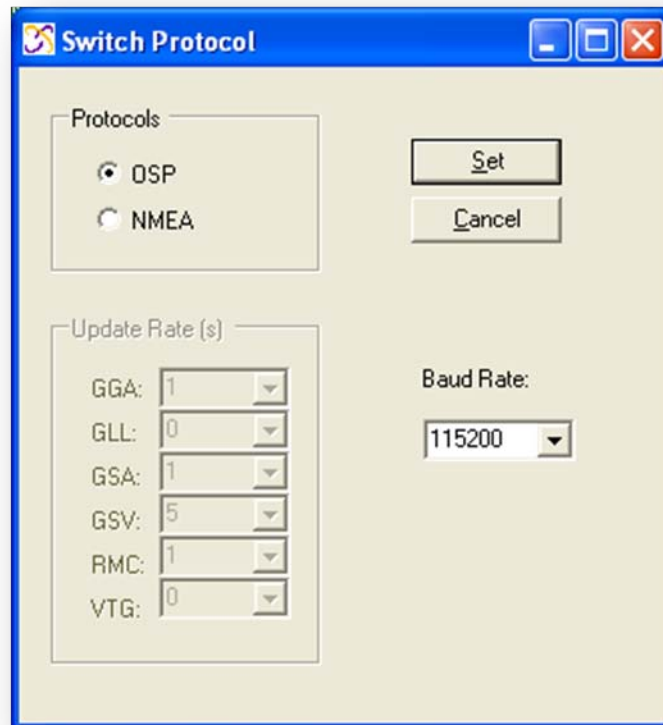 Switch Protocol
Protocols
OSP
NMEA
Set
Cancel
Update Rate (s)
GGA: 1
GLL: 0
GSA: 1
GSV: 5
RMC: 1
VTG: 0
Baud Rate:
115200